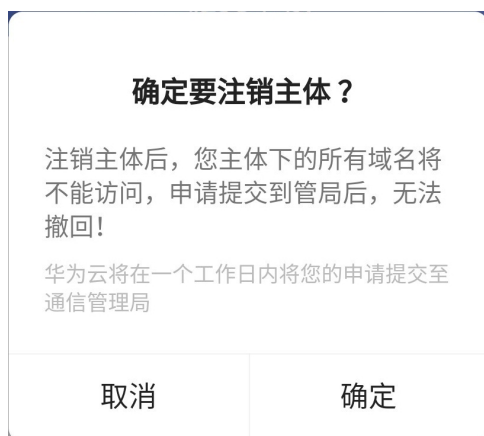 确定要注销主体？
注销主体后，您主体下的所有域名将
不能访问，申请提交到管局后，无法
撤回！
华为云将在一个工作日内将您的申请提交至
通信管理局
取消
确定